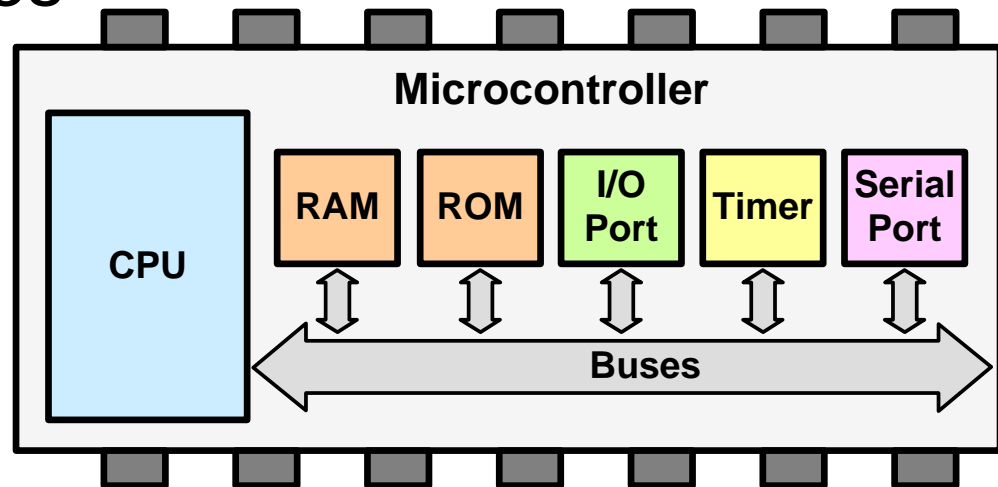 Microcontroller
CPU
RAM
ROM
I/O
Port
Timer
Serial
Port
Buses